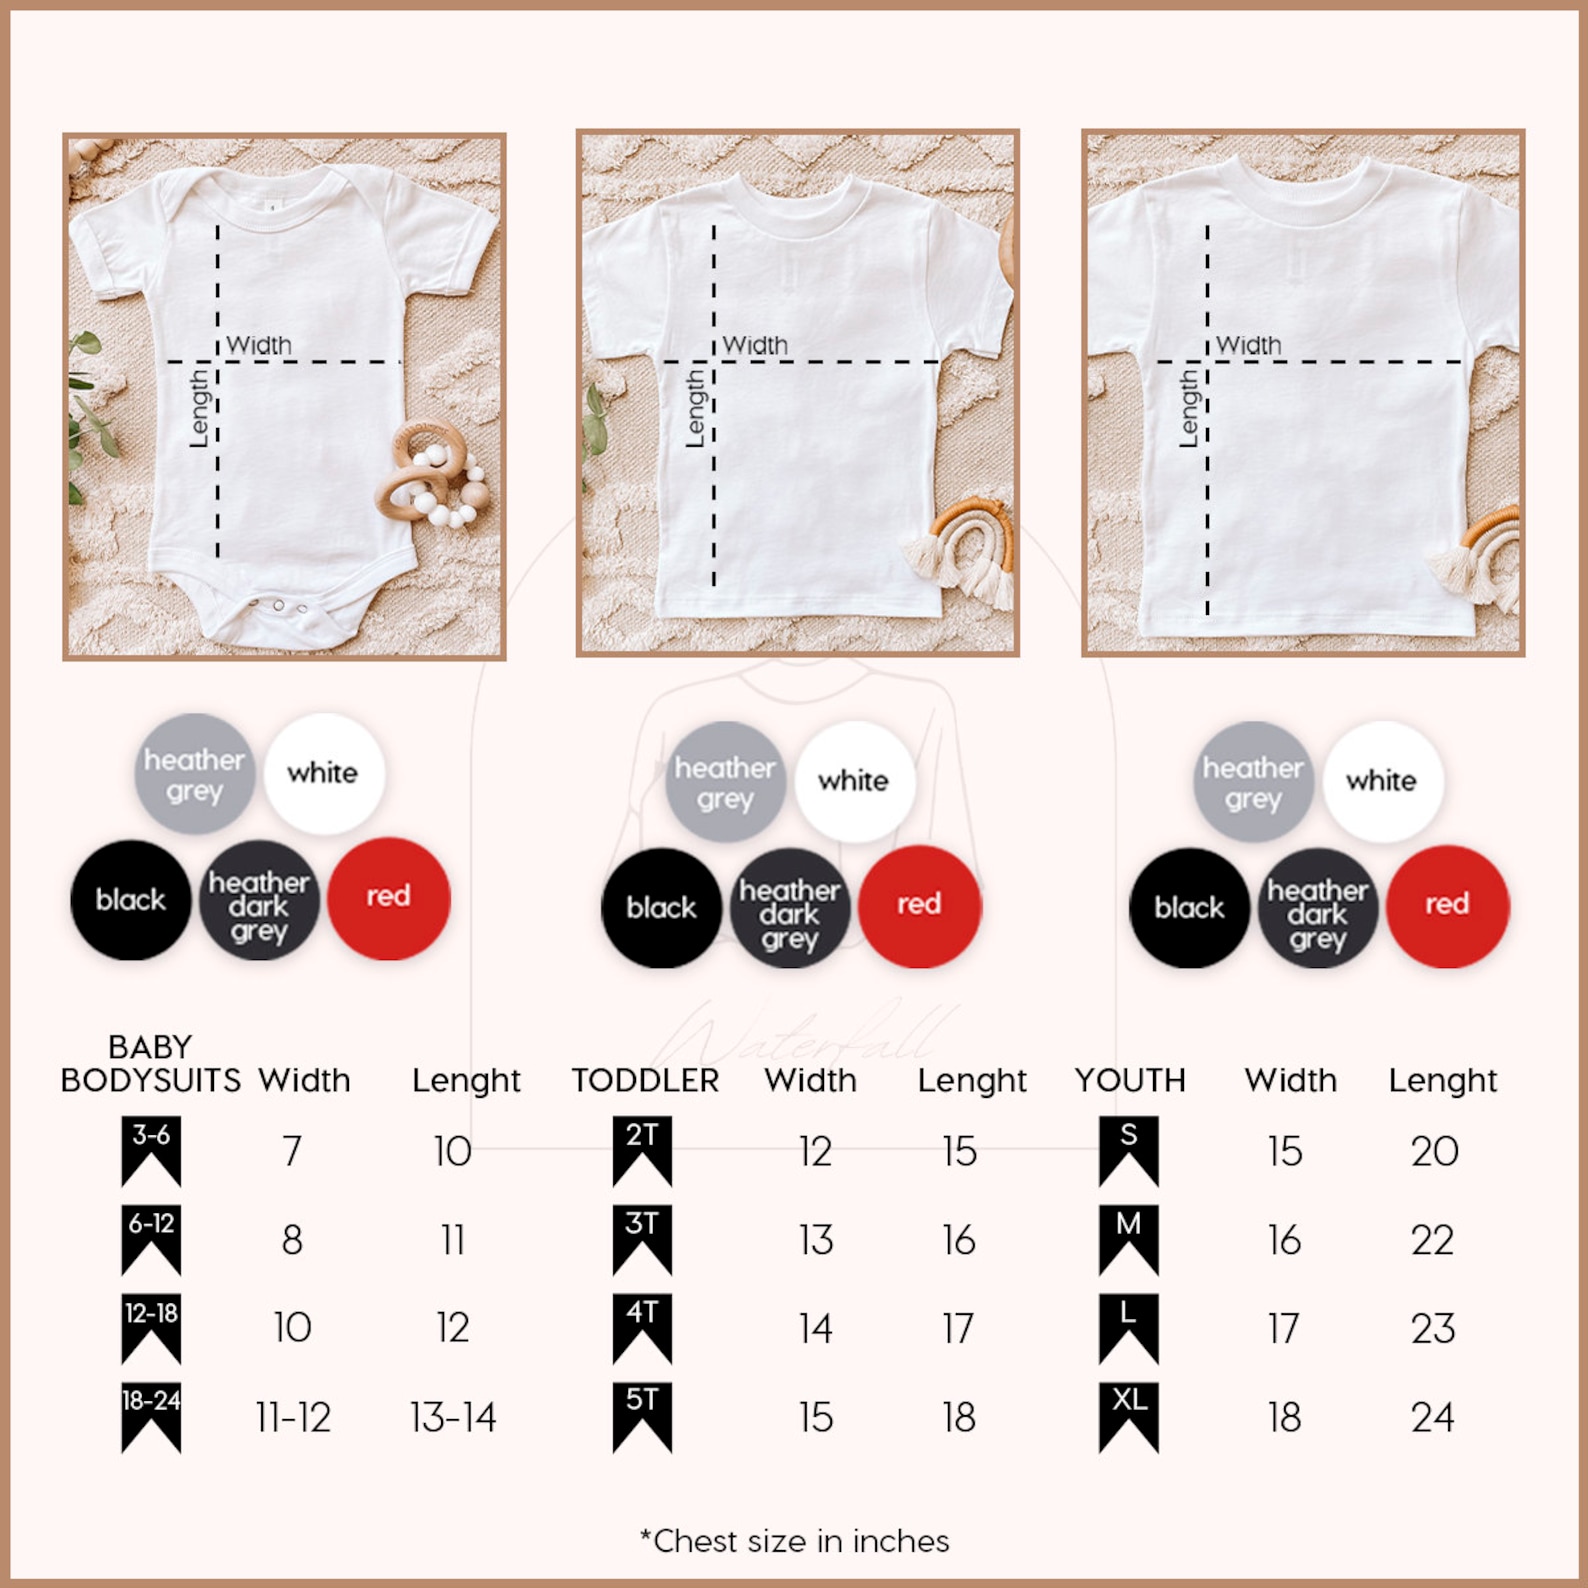 Width
Length
Width
Length
Width
Length
heather
grey
white
black
heather
dark
grey
red
heather
grey
white
black
heather
dark
grey
red
heather
grey
white
black
heather
dark
grey
red
Waterfall
BABY
BODYSUITS Width Lenght TODDLER Width Lenght YOUTH Width Lenght
3-6 7 10 2T 12 15 S 15 20
6-12 8 11 3T 13 16 M 16 22
12-18 10 12 4T 14 17 L 17 23
18-24 11-12 13-14 5T 15 18 XL 18 24
*Chest size in inches